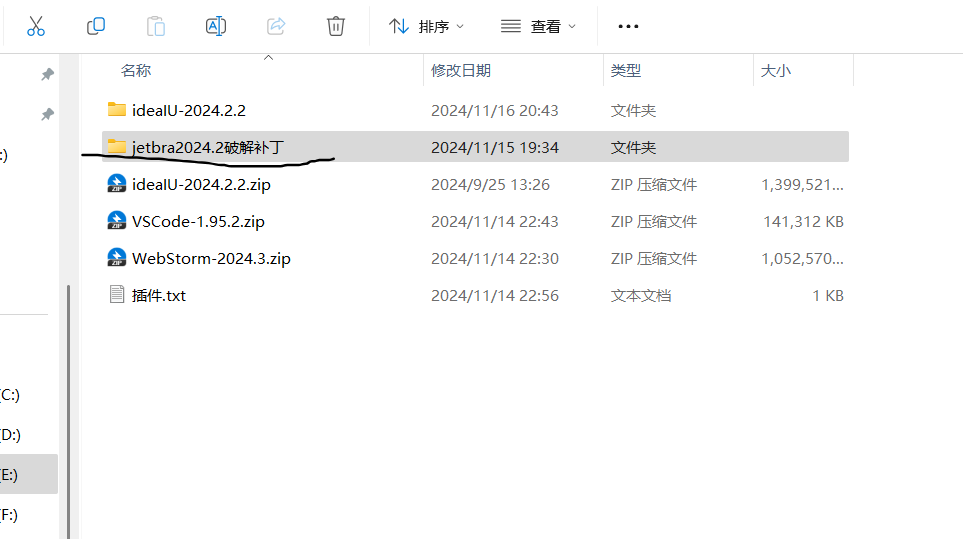 排序 查看
名称 修改日期 类型 大小
ideaIU-2024.2.2 2024/11/16 20:43 文件夹
jetbra2024.2破解补丁 2024/11/15 19:34 文件夹
ideaIU-2024.2.2.zip 2024/9/25 13:26 ZIP 压缩文件 1,399,521...
VSCode-1.95.2.zip 2024/11/14 22:43 ZIP 压缩文件 141,312 KB
WebStorm-2024.3.zip 2024/11/14 22:30 ZIP 压缩文件 1,052,570...
插件.txt 2024/11/14 22:56 文本文档 1 KB
:)
(C:)
(D:)
(E:)
(F:)